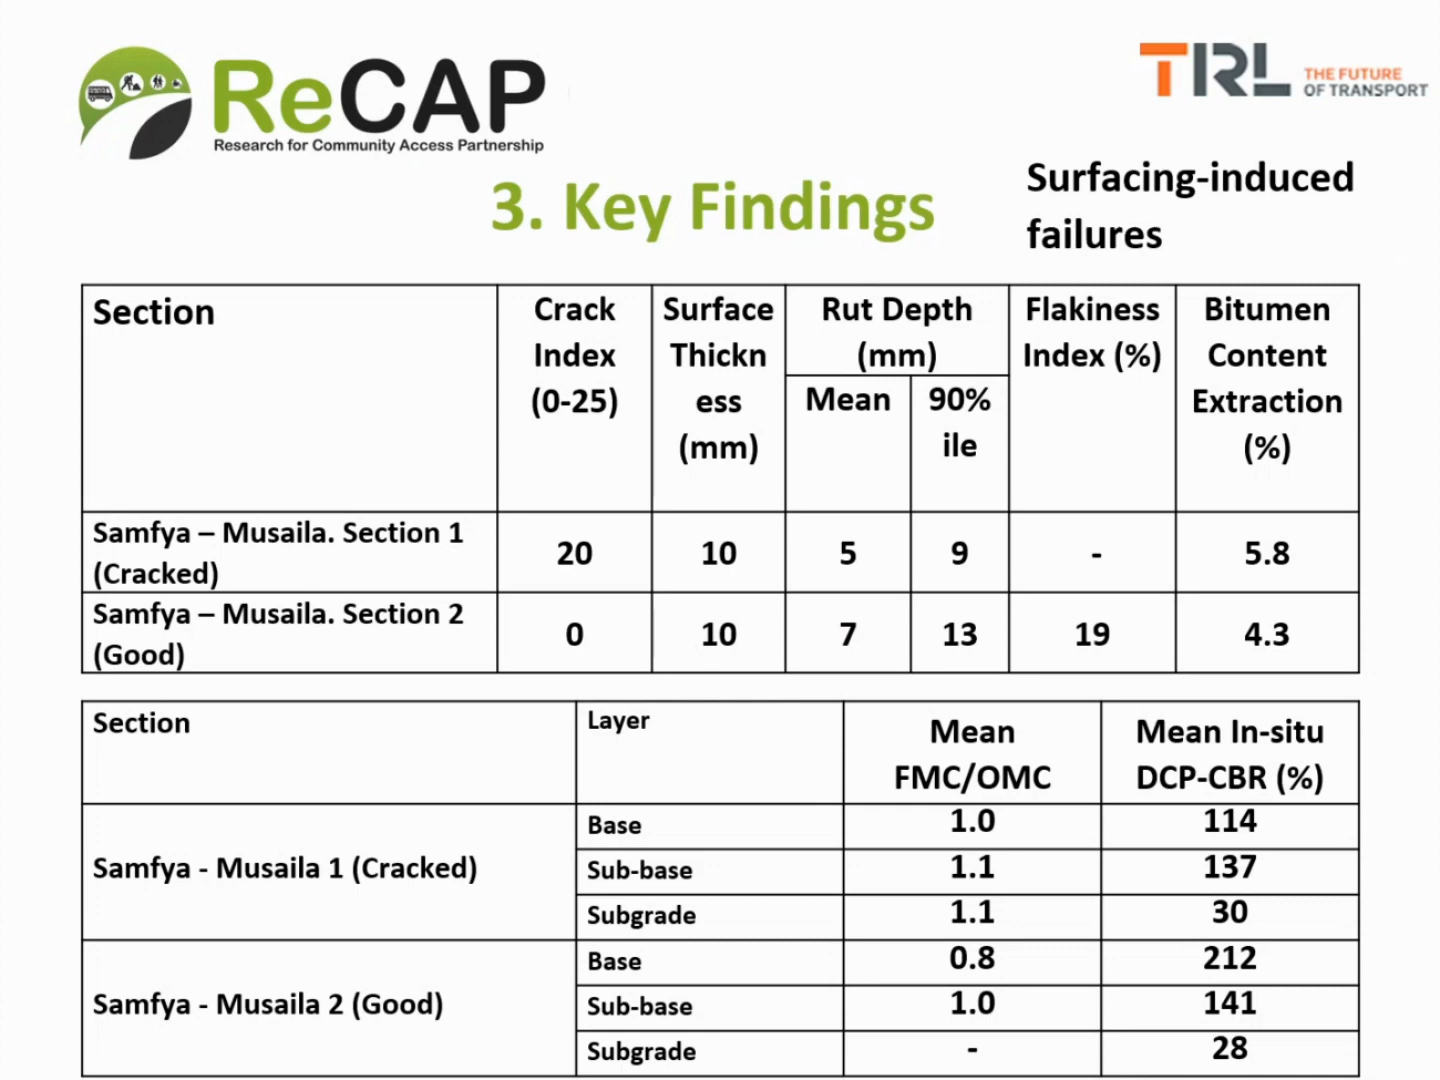 ReCAP
Research for Community Access Partnership
TRL THE FUTURE
OF TRANSPORT
3. Key Findings
Surfacing-induced
failures
Section
Crack
Index
(0-25)
Surface
Thickn
ess
(mm)
Rut Depth
(mm)
Mean
90%
ile
Flakiness
Index (%)
Bitumen
Content
Extraction
(%)
Samfya – Musaila. Section 1
(Cracked)
20 10 5 9 - 5.8
Samfya – Musaila. Section 2
(Good)
0 10 7 13 19 4.3
Section
Layer
Mean
FMC/OMC
Mean In-situ
DCP-CBR (%)
Samfya - Musaila 1 (Cracked)
Base 1.0 114
Sub-base 1.1 137
Subgrade 1.1 30
Samfya - Musaila 2 (Good)
Base 0.8 212
Sub-base 1.0 141
Subgrade - 28